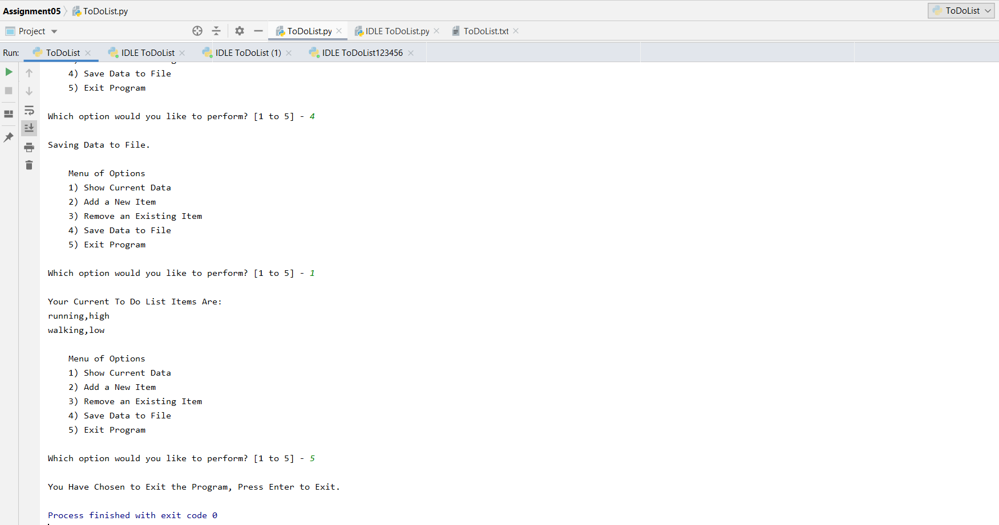 Assignment05 ToDoList.py ToDoList
Project ToDoList.py IDLE ToDoList.py ToDoList.txt
Run: ToDoList IDLE ToDoList IDLE ToDoList (1) IDLE ToDoList123456
4) Save Data to File
5) Exit Program
Which option would you like to perform? [1 to 5] - 4
Saving Data to File.
Menu of Options
1) Show Current Data
2) Add a New Item
3) Remove an Existing Item
4) Save Data to File
5) Exit Program
Which option would you like to perform? [1 to 5] - 1
Your Current To Do List Items Are:
running,high
walking,low
Menu of Options
1) Show Current Data
2) Add a New Item
3) Remove an Existing Item
4) Save Data to File
5) Exit Program
Which option would you like to perform? [1 to 5] - 5
You Have Chosen to Exit the Program, Press Enter to Exit.
Process finished with exit code 0